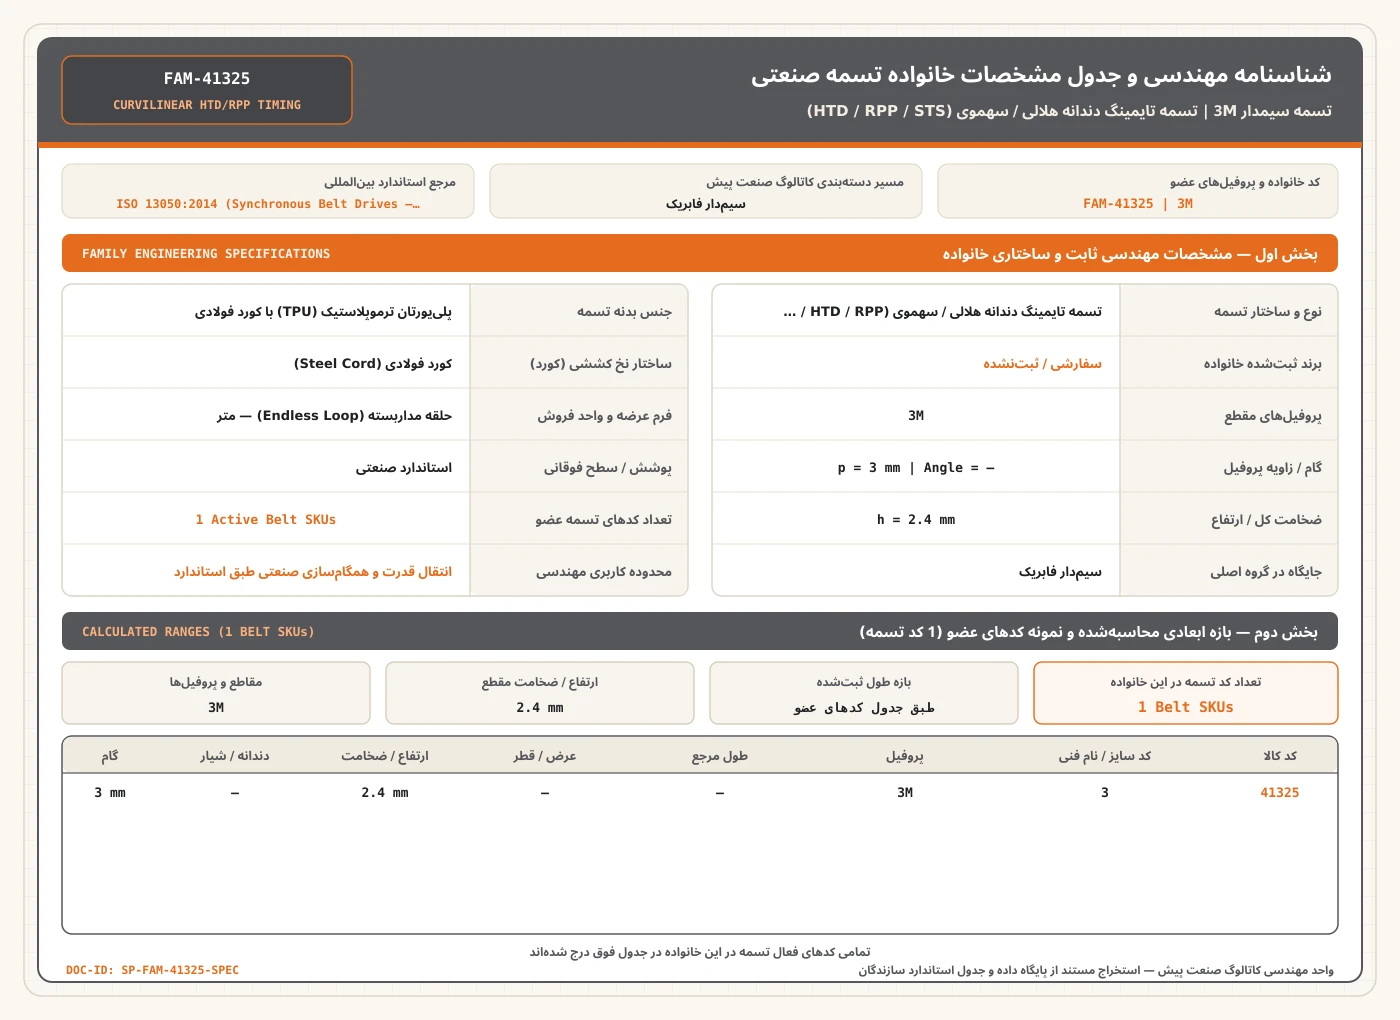 شناسنامه مهندسی و جدول مشخصات خانواده تسمه صنعتی
تسمه سیمدار 3M | تسمه تایمینگ دندانه هلالی / سهموی (HTD / RPP / STS)
FAM-41325
CURVILINEAR HTD/RPP TIMING
کد خانواده و پروفیل‌های عضو
FAM-41325 | 3M
مسیر دسته‌بندی کاتالوگ صنعت پیش
سیم‌دار فابریک
مرجع استاندارد بین‌المللی
ISO 13050:2014 (Synchronous Belt Drives –…
بخش اول — مشخصات مهندسی ثابت و ساختاری خانواده
FAMILY ENGINEERING SPECIFICATIONS
نوع و ساختار تسمه
تسمه تایمینگ دندانه هلالی / سهموی (HTD / RPP / ...
برند ثبت‌شده خانواده
سفارشی / ثبت‌نشده
پروفیل‌های مقطع
3M
گام / زاویه پروفیل
p = 3 mm | Angle = —
ضخامت کل / ارتفاع
h = 2.4 mm
جایگاه در گروه اصلی
سیم‌دار فابریک
جنس بدنه تسمه
پلی‌یورتان ترموپلاستیک (TPU) با کورد فولادی
ساختار نخ کششی (کورد)
کورد فولادی (Steel Cord)
فرم عرضه و واحد فروش
حلقه مداربسته (Endless Loop) — متر
پوشش / سطح فوقانی
استاندارد صنعتی
تعداد کدهای تسمه عضو
1 Active Belt SKUs
محدوده کاربری مهندسی
انتقال قدرت و همگام‌سازی صنعتی طبق استاندارد
بخش دوم — بازه ابعادی محاسبه‌شده و نمونه کدهای عضو (1 کد تسمه)
CALCULATED RANGES (1 BELT SKUs)
تعداد کد تسمه در این خانواده
1 Belt SKUs
بازه طول ثبت‌شده
طبق جدول کدهای عضو
ارتفاع / ضخامت مقطع
2.4 mm
مقاطع و پروفیل‌ها
3M
کد کالا	کد سایز / نام فنی	پروفیل	طول مرجع	عرض / قطر	ارتفاع / ضخامت	دندانه / شیار	گام
41325	3	3M	—	—	2.4 mm	—	3 mm
تمامی کدهای فعال تسمه در این خانواده در جدول فوق درج شده‌اند
واحد مهندسی کاتالوگ صنعت پیش — استخراج مستند از پایگاه داده و جدول استاندارد سازندگان
DOC-ID: SP-FAM-41325-SPEC